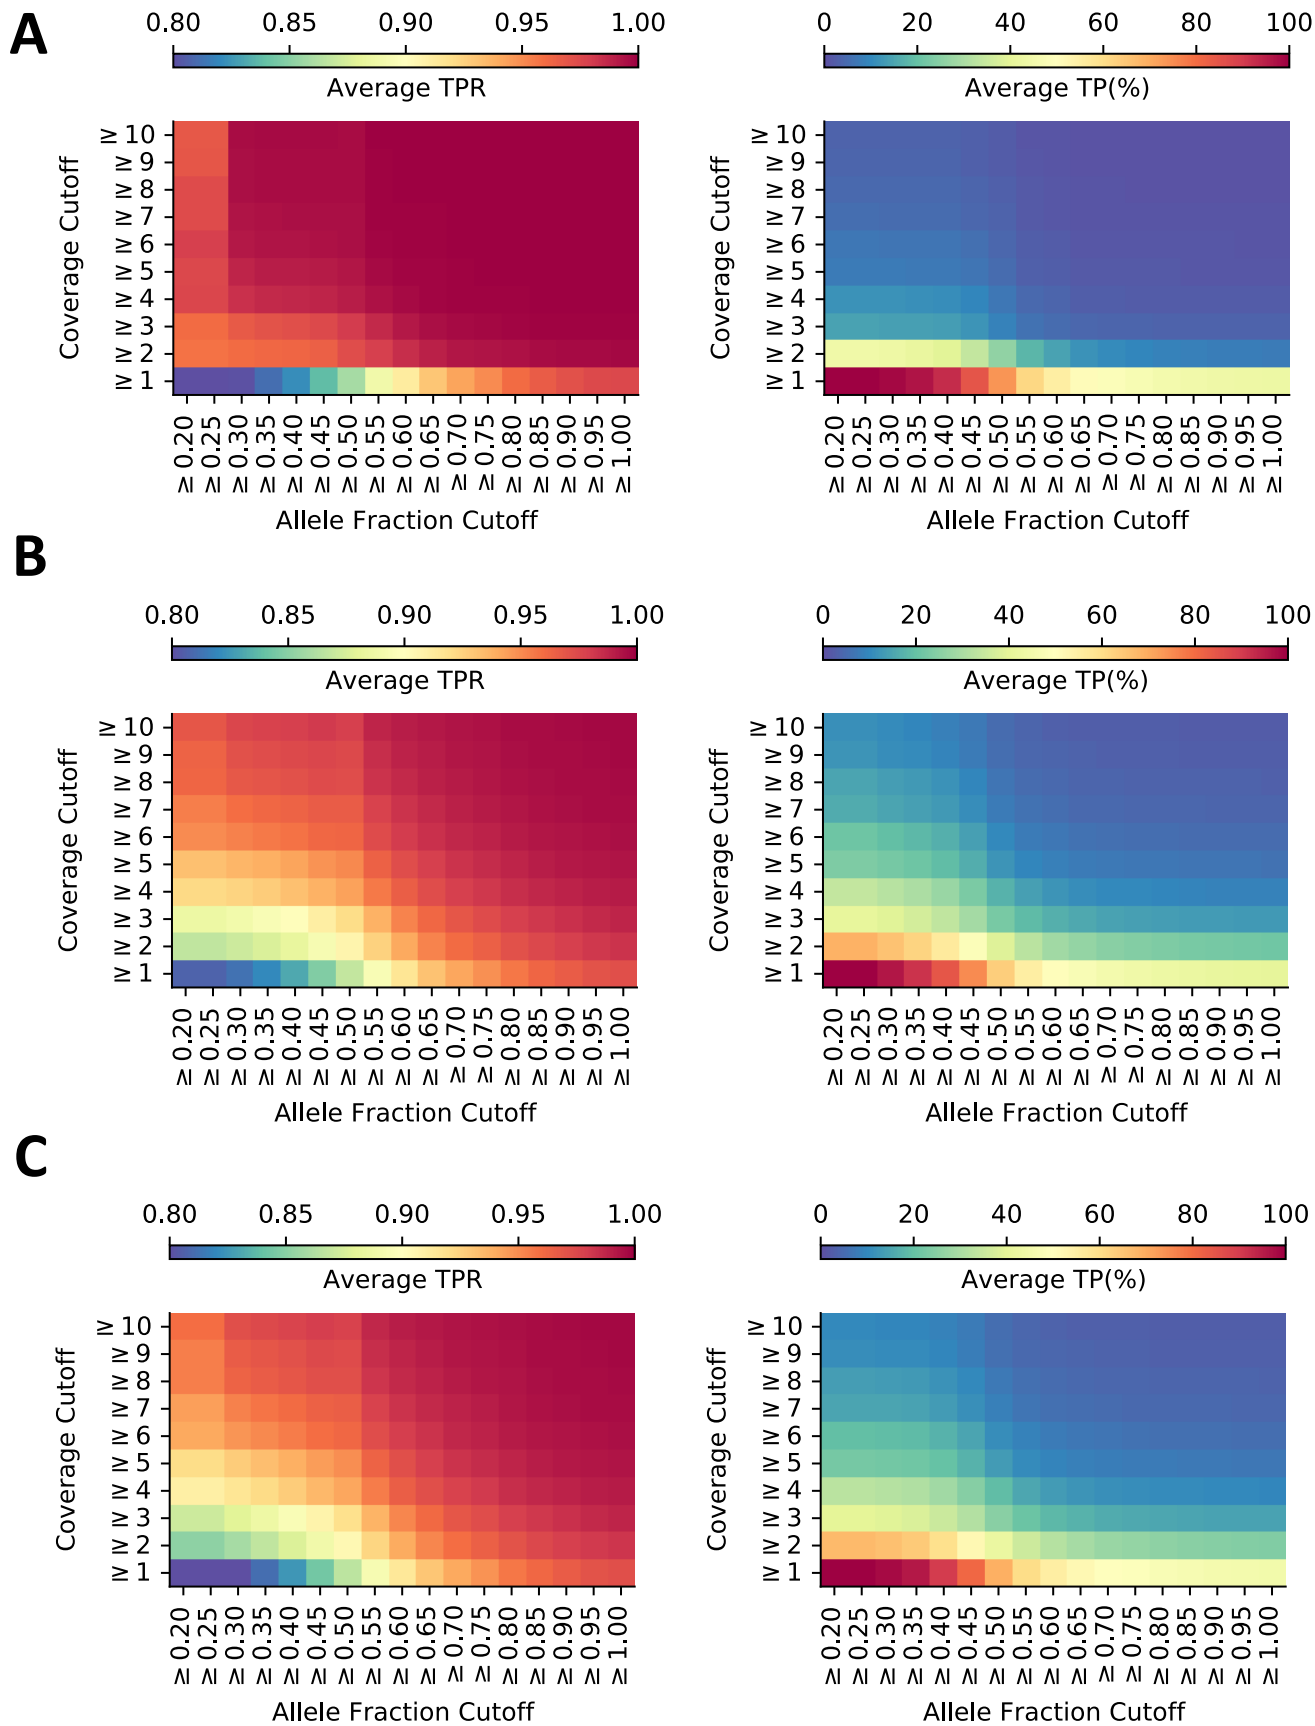 A
0.80 0.85 0.90 0.95 1.00
Average TPR
0 20 40 60 80 100
Average TP(%)
Coverage Cutoff
≥ 10
≥ 9
≥ 8
≥ 7
≥ 6
≥ 5
≥ 4
≥ 3
≥ 2
≥ 1
≥ 0.20 ≥ 0.25 ≥ 0.30 ≥ 0.35 ≥ 0.40 ≥ 0.45 ≥ 0.50 ≥ 0.55 ≥ 0.60 ≥ 0.65 ≥ 0.70 ≥ 0.75 ≥ 0.80 ≥ 0.85 ≥ 0.90 ≥ 0.95 ≥ 1.00
Allele Fraction Cutoff
Coverage Cutoff
≥ 10
≥ 9
≥ 8
≥ 7
≥ 6
≥ 5
≥ 4
≥ 3
≥ 2
≥ 1
≥ 0.20 ≥ 0.25 ≥ 0.30 ≥ 0.35 ≥ 0.40 ≥ 0.45 ≥ 0.50 ≥ 0.55 ≥ 0.60 ≥ 0.65 ≥ 0.70 ≥ 0.75 ≥ 0.80 ≥ 0.85 ≥ 0.90 ≥ 0.95 ≥ 1.00
Allele Fraction Cutoff
B
0.80 0.85 0.90 0.95 1.00
Average TPR
0 20 40 60 80 100
Average TP(%)
Coverage Cutoff
≥ 10
≥ 9
≥ 8
≥ 7
≥ 6
≥ 5
≥ 4
≥ 3
≥ 2
≥ 1
≥ 0.20 ≥ 0.25 ≥ 0.30 ≥ 0.35 ≥ 0.40 ≥ 0.45 ≥ 0.50 ≥ 0.55 ≥ 0.60 ≥ 0.65 ≥ 0.70 ≥ 0.75 ≥ 0.80 ≥ 0.85 ≥ 0.90 ≥ 0.95 ≥ 1.00
Allele Fraction Cutoff
Coverage Cutoff
≥ 10
≥ 9
≥ 8
≥ 7
≥ 6
≥ 5
≥ 4
≥ 3
≥ 2
≥ 1
≥ 0.20 ≥ 0.25 ≥ 0.30 ≥ 0.35 ≥ 0.40 ≥ 0.45 ≥ 0.50 ≥ 0.55 ≥ 0.60 ≥ 0.65 ≥ 0.70 ≥ 0.75 ≥ 0.80 ≥ 0.85 ≥ 0.90 ≥ 0.95 ≥ 1.00
Allele Fraction Cutoff
C
0.80 0.85 0.90 0.95 1.00
Average TPR
0 20 40 60 80 100
Average TP(%)
Coverage Cutoff
≥ 10
≥ 9
≥ 8
≥ 7
≥ 6
≥ 5
≥ 4
≥ 3
≥ 2
≥ 1
≥ 0.20 ≥ 0.25 ≥ 0.30 ≥ 0.35 ≥ 0.40 ≥ 0.45 ≥ 0.50 ≥ 0.55 ≥ 0.60 ≥ 0.65 ≥ 0.70 ≥ 0.75 ≥ 0.80 ≥ 0.85 ≥ 0.90 ≥ 0.95 ≥ 1.00
Allele Fraction Cutoff
Coverage Cutoff
≥ 10
≥ 9
≥ 8
≥ 7
≥ 6
≥ 5
≥ 4
≥ 3
≥ 2
≥ 1
≥ 0.20 ≥ 0.25 ≥ 0.30 ≥ 0.35 ≥ 0.40 ≥ 0.45 ≥ 0.50 ≥ 0.55 ≥ 0.60 ≥ 0.65 ≥ 0.70 ≥ 0.75 ≥ 0.80 ≥ 0.85 ≥ 0.90 ≥ 0.95 ≥ 1.00
Allele Fraction Cutoff